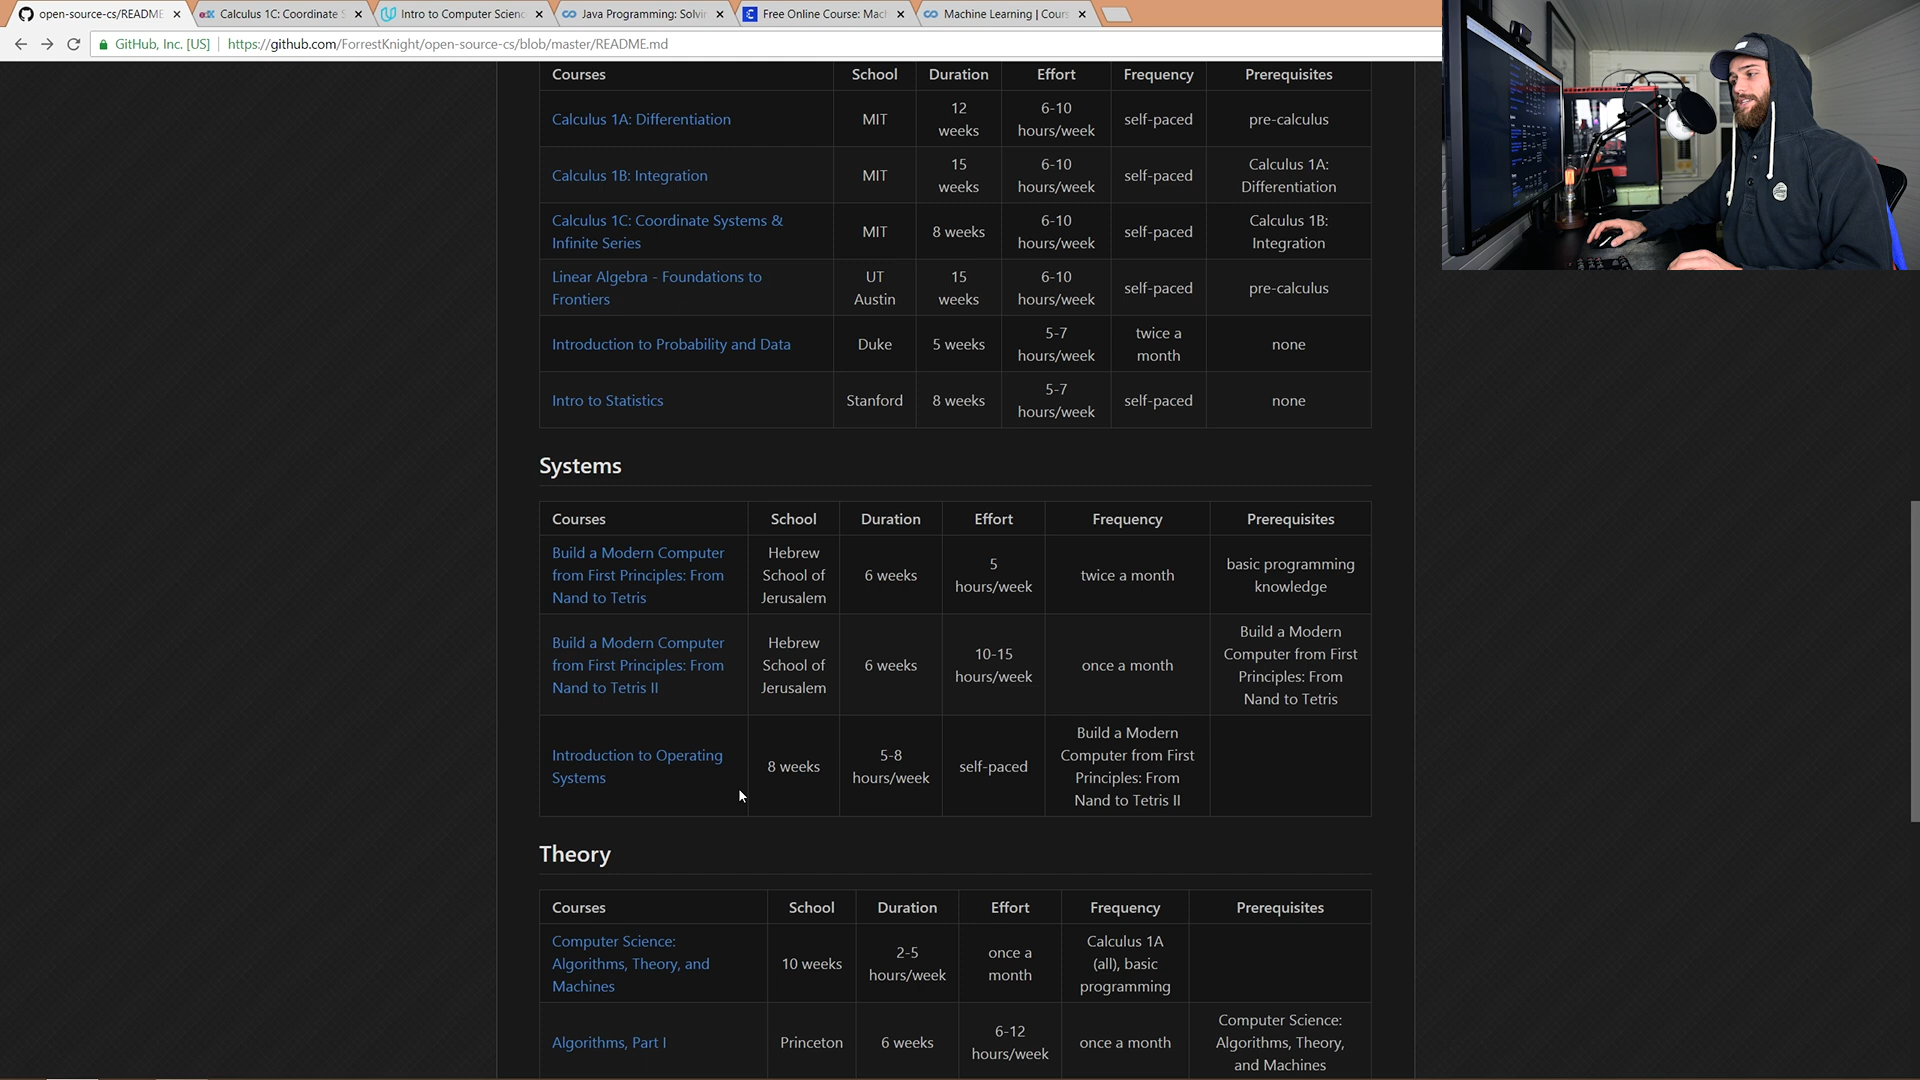 open-source-cs/README
Calculus 1C: Coordinate S
Intro to Computer Scienc
Java Programming: Solvin
Free Online Course: Mach
Machine Learning | Cours
GitHub, Inc. [US]
https://github.com/ForrestKnight/open-source-cs/blob/master/README.md
Courses School Duration Effort Frequency Prerequisites
Calculus 1A: Differentiation MIT 12 weeks 6-10 hours/week self-paced pre-calculus
Calculus 1B: Integration MIT 15 weeks 6-10 hours/week self-paced Calculus 1A: Differentiation
Calculus 1C: Coordinate Systems & Infinite Series MIT 8 weeks 6-10 hours/week self-paced Calculus 1B: Integration
Linear Algebra - Foundations to Frontiers UT Austin 15 weeks 6-10 hours/week self-paced pre-calculus
Introduction to Probability and Data Duke 5 weeks 5-7 hours/week twice a month none
Intro to Statistics Stanford 8 weeks 5-7 hours/week self-paced none
Systems
Courses School Duration Effort Frequency Prerequisites
Build a Modern Computer from First Principles: From Nand to Tetris Hebrew School of Jerusalem 6 weeks 5 hours/week twice a month basic programming knowledge
Build a Modern Computer from First Principles: From Nand to Tetris II Hebrew School of Jerusalem 6 weeks 10-15 hours/week once a month Build a Modern Computer from First Principles: From Nand to Tetris
Introduction to Operating Systems 8 weeks 5-8 hours/week self-paced Build a Modern Computer from First Principles: From Nand to Tetris II
Theory
Courses School Duration Effort Frequency Prerequisites
Computer Science: Algorithms, Theory, and Machines 10 weeks 2-5 hours/week once a month Calculus 1A (all), basic programming
Algorithms, Part I Princeton 6 weeks 6-12 hours/week once a month Computer Science: Algorithms, Theory, and Machines